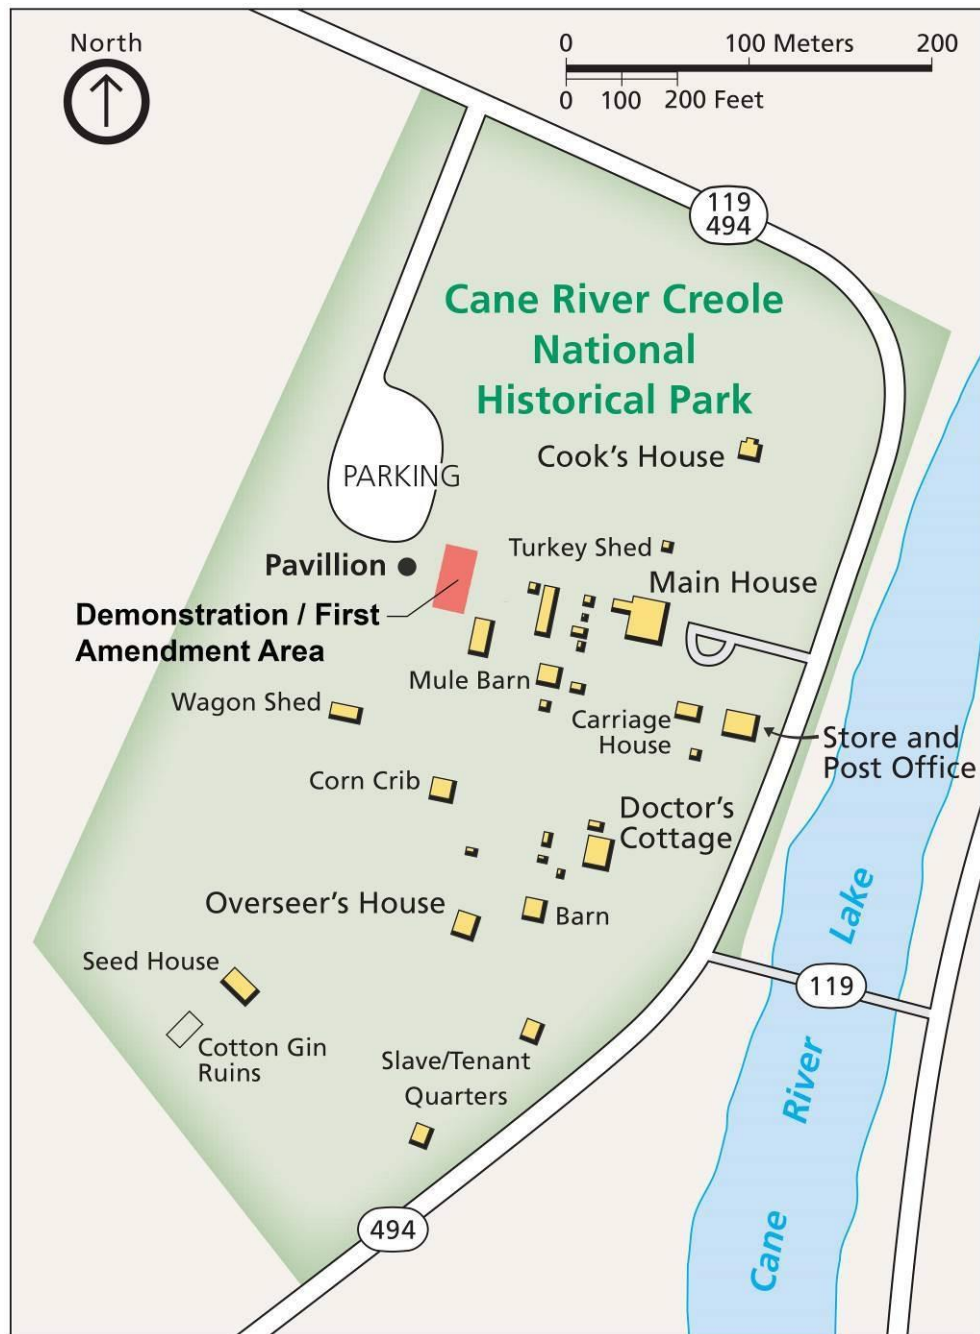 North
0 100 Meters 200
0 100 200 Feet
119
494
Cane River Creole
National
Historical Park
Cook's House
PARKING
Turkey Shed
Pavillion
Main House
Demonstration / First
Amendment Area
Mule Barn
Wagon Shed
Carriage
House
Store and
Post Office
Corn Crib
Doctor's
Cottage
Overseer's House
Barn
Seed House
119
Cotton Gin
Ruins
Slave/Tenant
Quarters
494
Cane River Lake